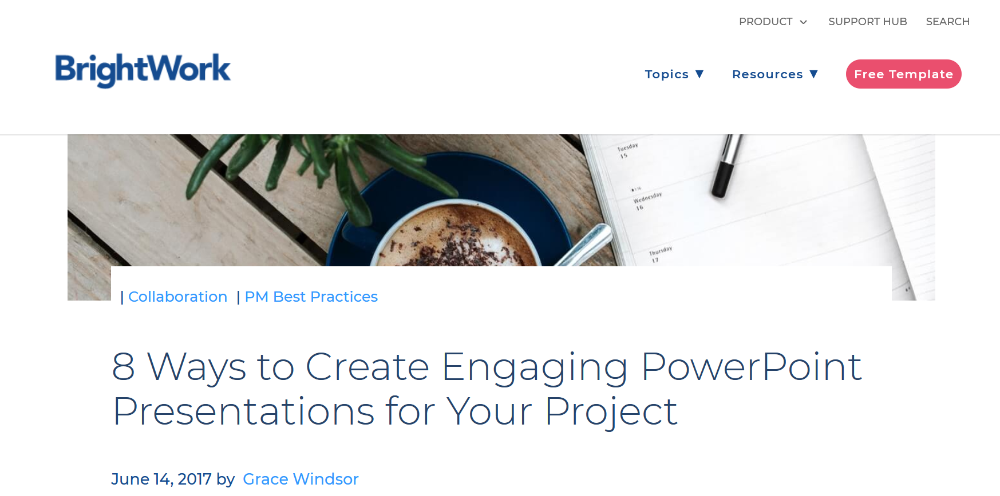 PRODUCT SUPPORT HUB SEARCH
BrightWork
Topics ▼ Resources ▼ Free Template
Tuesday
15
Wednesday
16
Thursday
17
| Collaboration | PM Best Practices
8 Ways to Create Engaging PowerPoint
Presentations for Your Project
June 14, 2017 by Grace Windsor